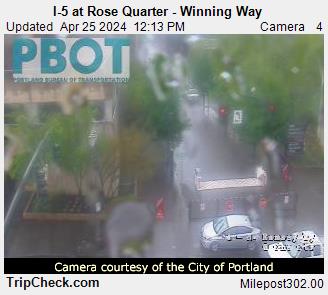 I-5 at Rose Quarter - Winning Way
Updated Apr 25 2024 12:13 PM Camera 4
PBOT
PORTLAND BUREAU OF TRANSPORTATION
Camera courtesy of the City of Portland
TripCheck.com Milepost302.00